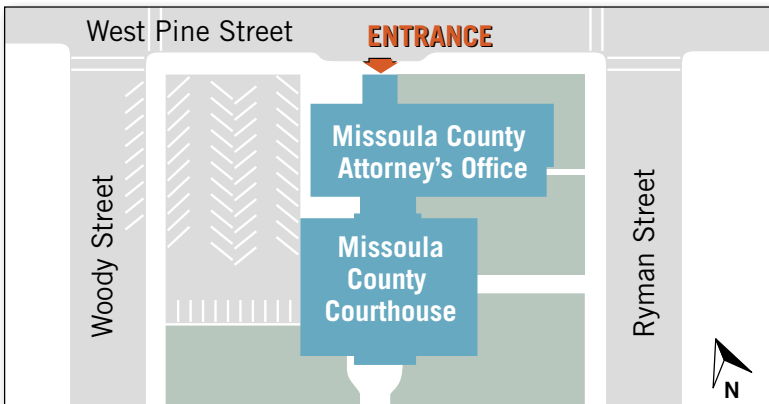 West Pine Street
ENTRANCE
Missoula County
Attorney’s Office
Woody Street
Missoula
County
Courthouse
Ryman Street
N